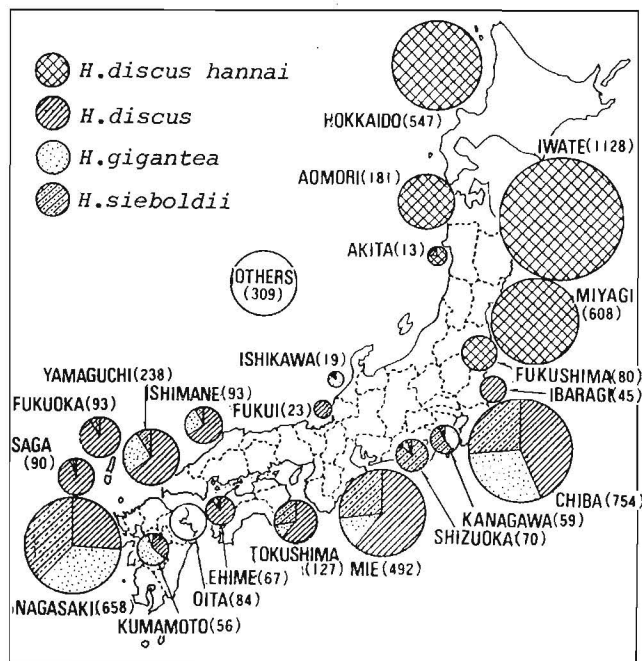 H.discus hannai
H.discus
H.gigantea
H.sieboldii
HOKKAIDO(547)
IWATE(1128)
AOMORI(181)
AKITA(13)
OTHERS
(309)
MIYAGI
(608)
ISHIKAWA(19)
FUKUSHIMA(80)
IBARAGI(45)
YAMAGUCHI(238)
ISHIMANE(93)
FUKUOKA(93)
FUKUI(23)
SAGA
(90)
CHIBA(754)
KANAGAWA(59)
SHIZUOKA(70)
TOKUSHIMA
(127)
MIE(492)
EHIME(67)
OITA(84)
NAGASAKI(658)
KUMAMOTO(56)